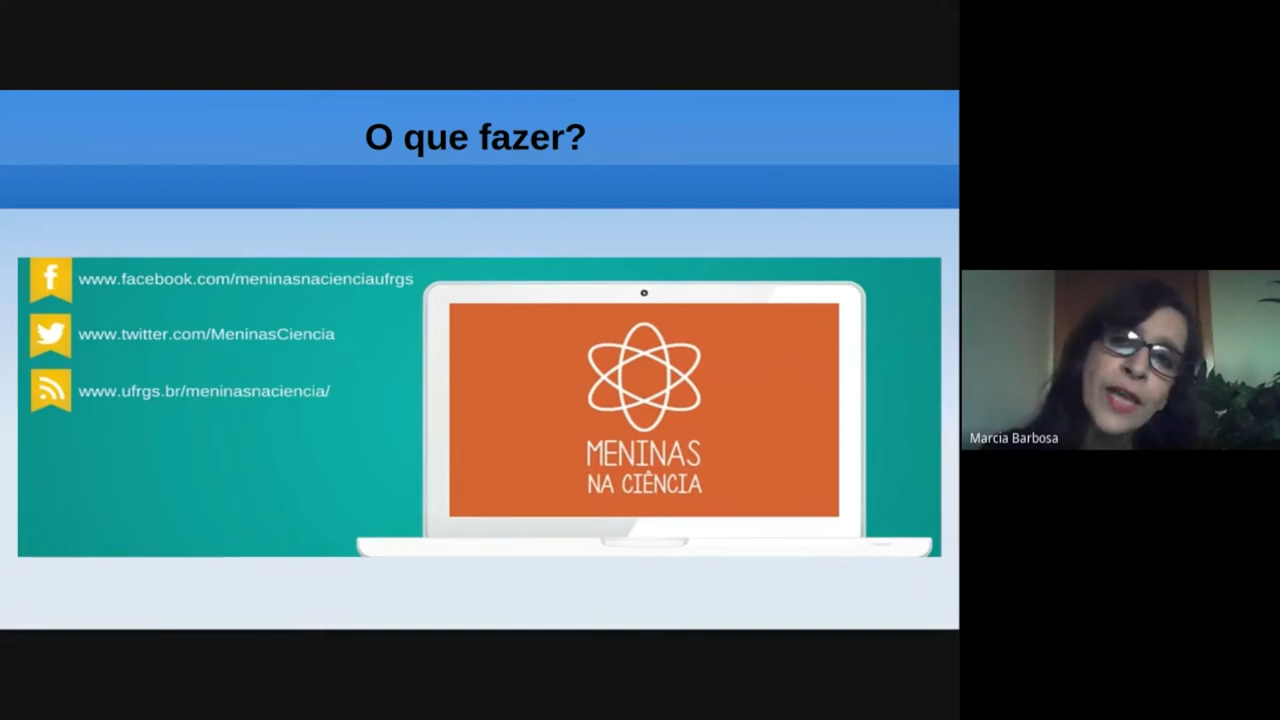 O que fazer?
www.facebook.com/meninasnacienciaufrgs
www.twitter.com/MeninasCiencia
www.ufrgs.br/meninasnaciencia/
MENINAS
NA CIÊNCIA
Marcia Barbosa